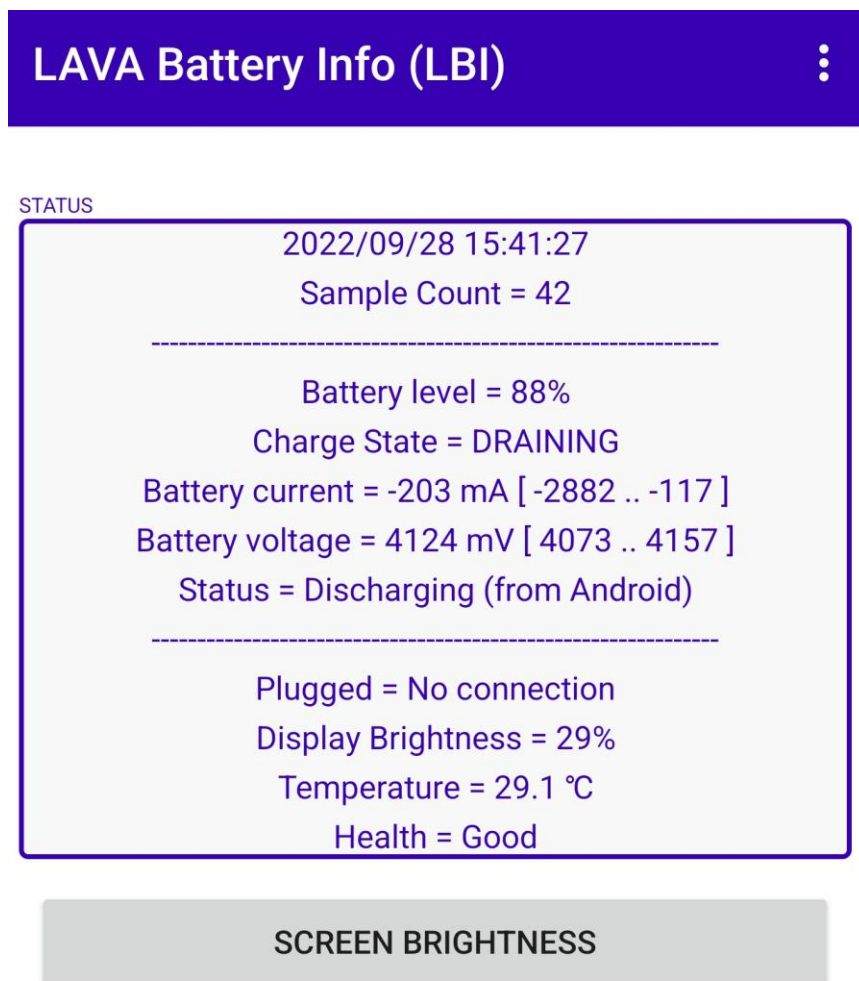 LAVA Battery Info (LBI)
STATUS
2022/09/28 15:41:27
Sample Count = 42
--------------------------------------------------------------
Battery level = 88%
Charge State = DRAINING
Battery current = -203 mA [ -2882 .. -117 ]
Battery voltage = 4124 mV [ 4073 .. 4157 ]
Status = Discharging (from Android)
--------------------------------------------------------------
Plugged = No connection
Display Brightness = 29%
Temperature = 29.1 ℃
Health = Good
SCREEN BRIGHTNESS